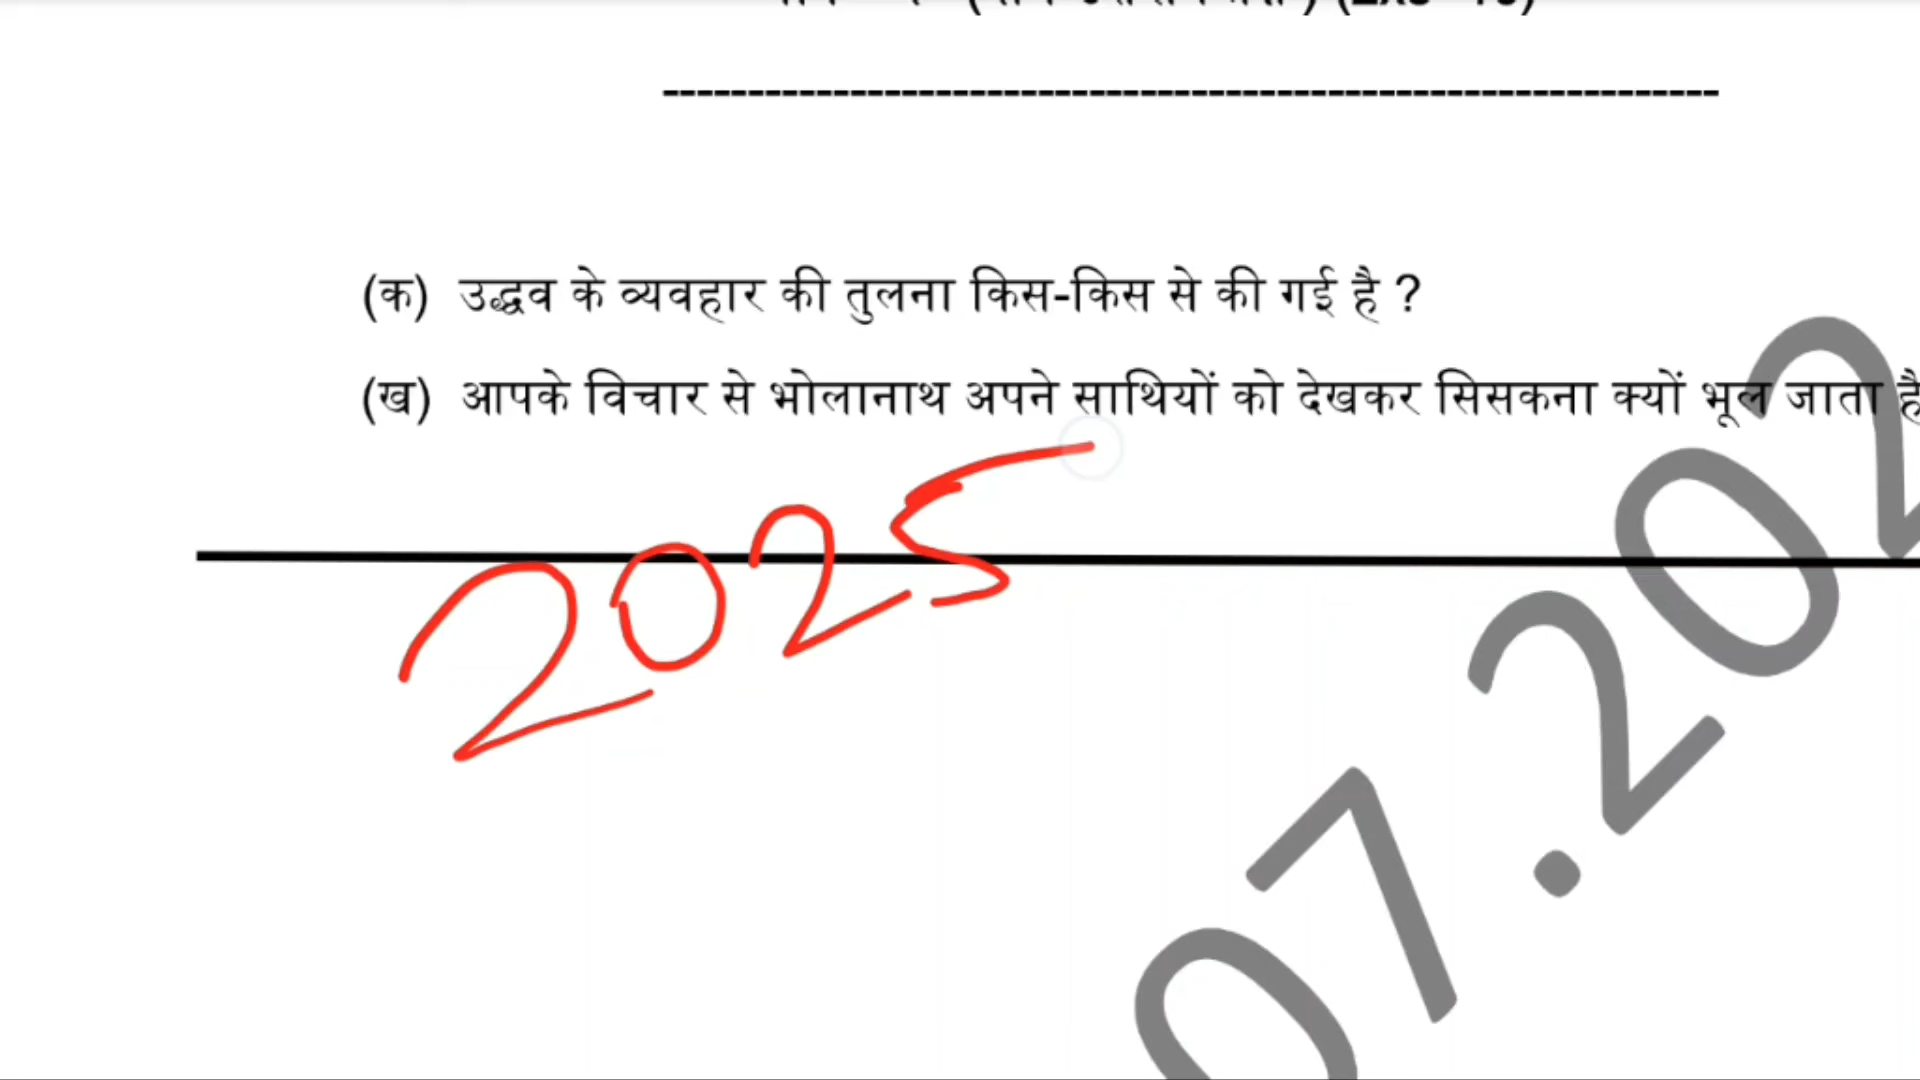 (क) उद्धव के व्यवहार की तुलना किस-किस से की गई है ?
(ख) आपके विचार से भोलानाथ अपने साथियों को देखकर सिसकना क्यों भूल जाता है
2025
07.202